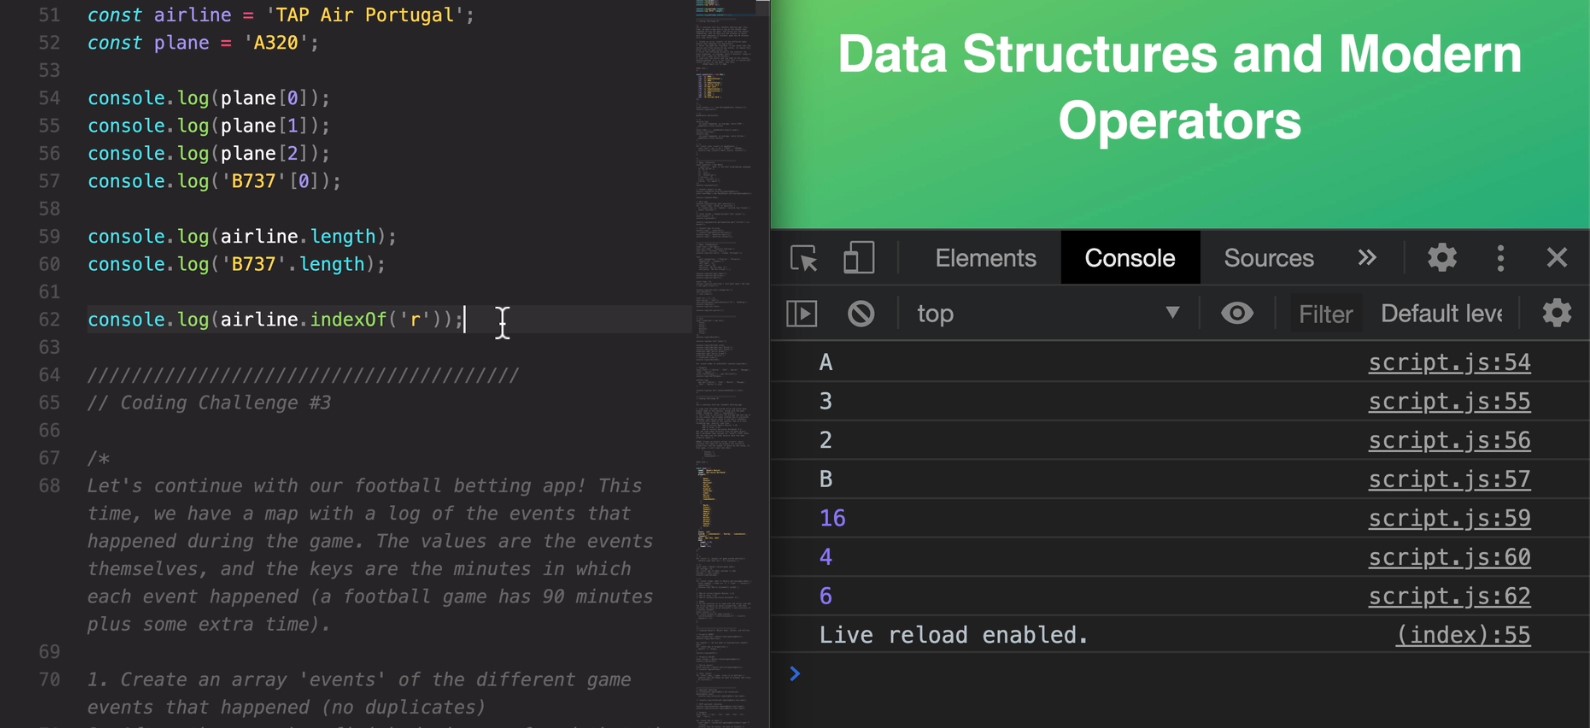 51 const airline = 'TAP Air Portugal';
52 const plane = 'A320';
53
54 console.log(plane[0]);
55 console.log(plane[1]);
56 console.log(plane[2]);
57 console.log('B737'[0]);
58
59 console.log(airline.length);
60 console.log('B737'.length);
61
62 console.log(airline.indexOf('r'));
63
64 ///////////////////////////////////////
65 // Coding Challenge #3
66
67 /*
68 Let's continue with our football betting app! This
time, we have a map with a log of the events that
happened during the game. The values are the events
themselves, and the keys are the minutes in which
each event happened (a football game has 90 minutes
plus some extra time).
69
70 1. Create an array 'events' of the different game
events that happened (no duplicates)
Data Structures and Modern
Operators
Elements Console Sources
top Filter Default leve
A script.js:54
3 script.js:55
2 script.js:56
B script.js:57
16 script.js:59
4 script.js:60
6 script.js:62
Live reload enabled. (index):55